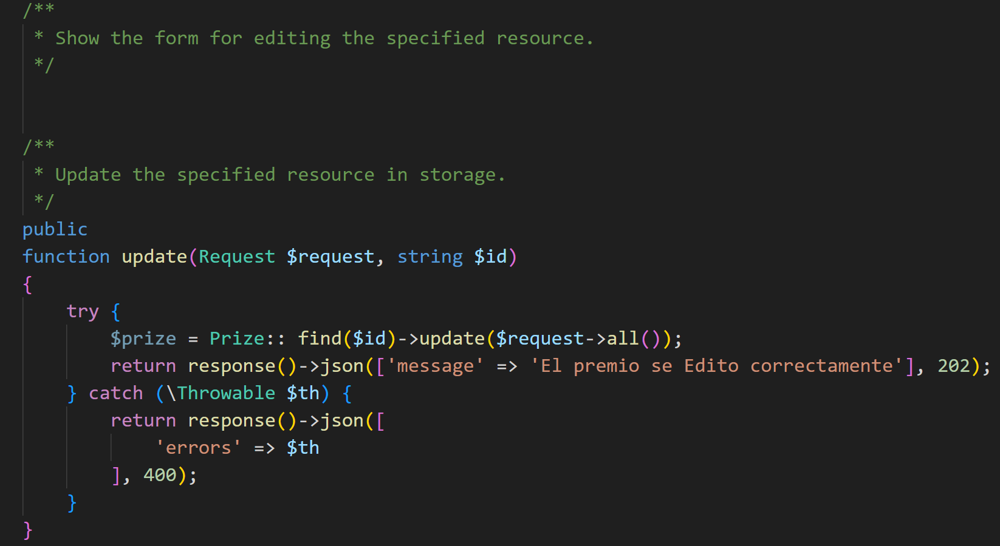 /**
 * Show the form for editing the specified resource.
 */
/**
 * Update the specified resource in storage.
 */
public
function update(Request $request, string $id)
{
    try {
        $prize = Prize:: find($id)->update($request->all());
        return response()->json(['message' => 'El premio se Edito correctamente'], 202);
    } catch (\Throwable $th) {
        return response()->json([
            'errors' => $th
        ], 400);
    }
}